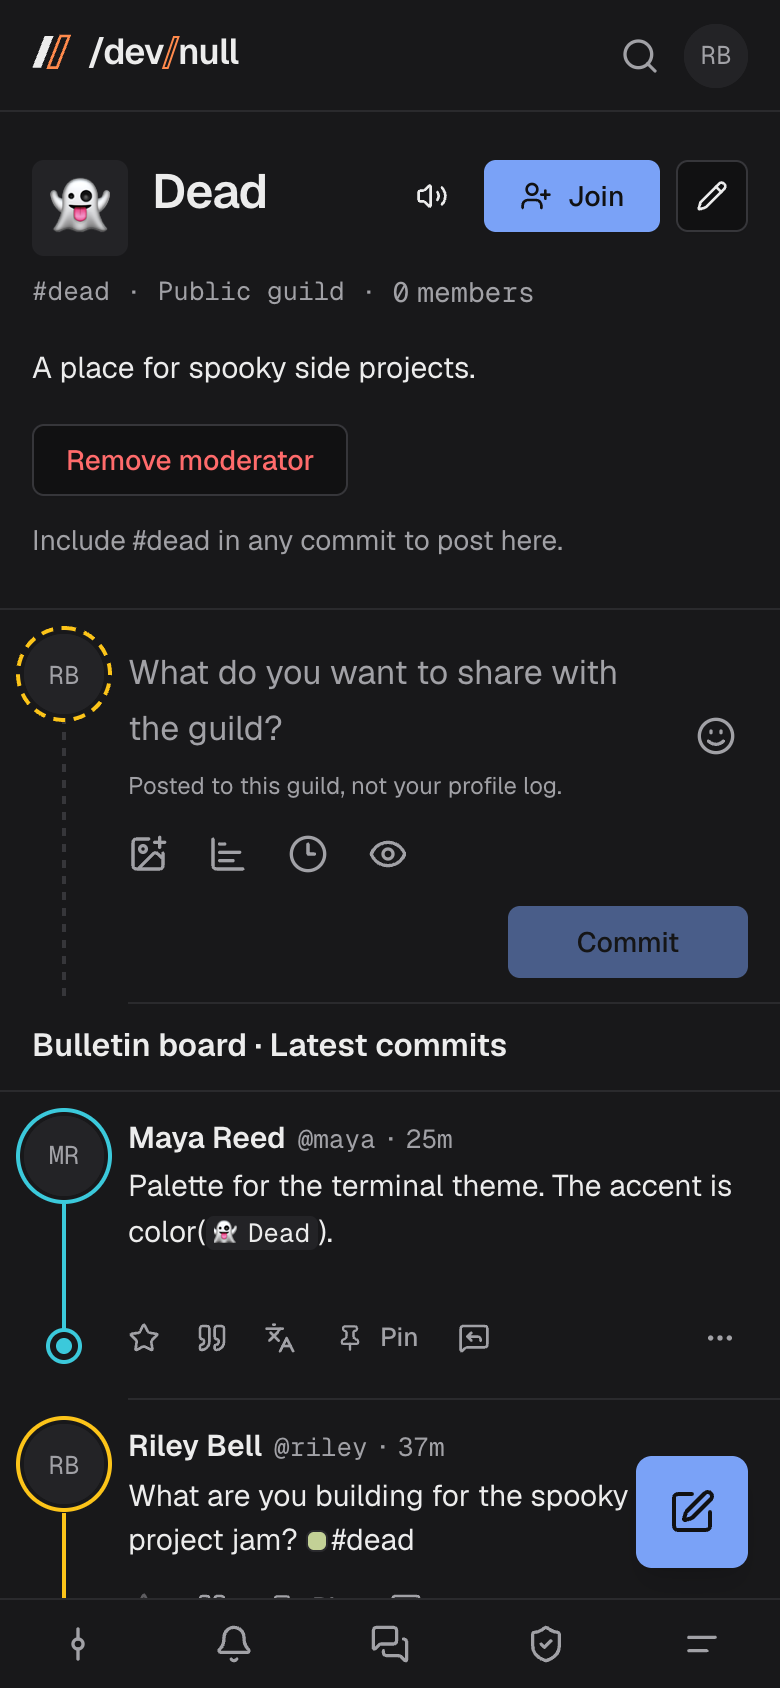 /dev//null
RB
Dead
Join
#dead · Public guild · 0 members
A place for spooky side projects.
Remove moderator
Include #dead in any commit to post here.
RB
What do you want to share with
the guild?
Posted to this guild, not your profile log.
Commit
Bulletin board · Latest commits
MR
Maya Reed @maya · 25m
Palette for the terminal theme. The accent is
color(👻 Dead).
Pin
RB
Riley Bell @riley · 37m
What are you building for the spooky
project jam? #dead